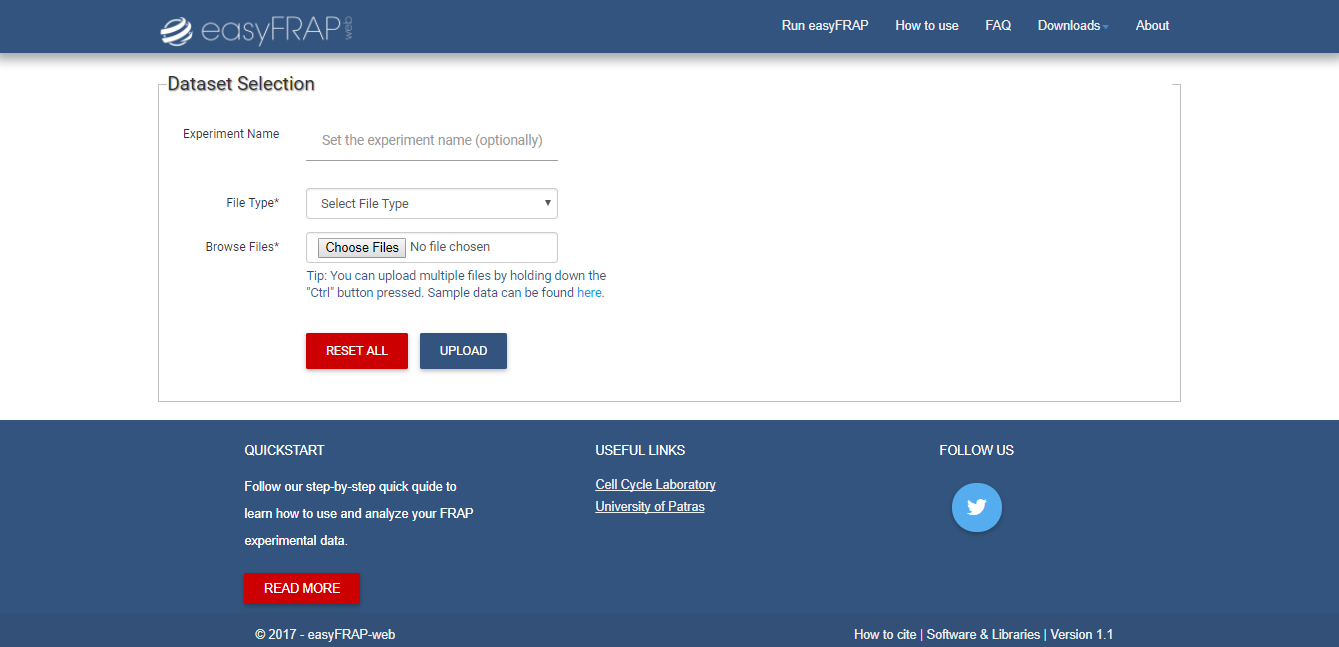 easyFRAP web
Run easyFRAP
How to use
FAQ
Downloads
About
Dataset Selection
Experiment Name
Set the experiment name (optionally)
File Type*
Select File Type
Browse Files*
Choose Files No file chosen
Tip: You can upload multiple files by holding down the
"Ctrl" button pressed. Sample data can be found here.
RESET ALL
UPLOAD
QUICKSTART
Follow our step-by-step quick guide to
learn how to use and analyze your FRAP
experimental data.
READ MORE
USEFUL LINKS
Cell Cycle Laboratory
University of Patras
FOLLOW US
© 2017 - easyFRAP-web
How to cite | Software & Libraries | Version 1.1